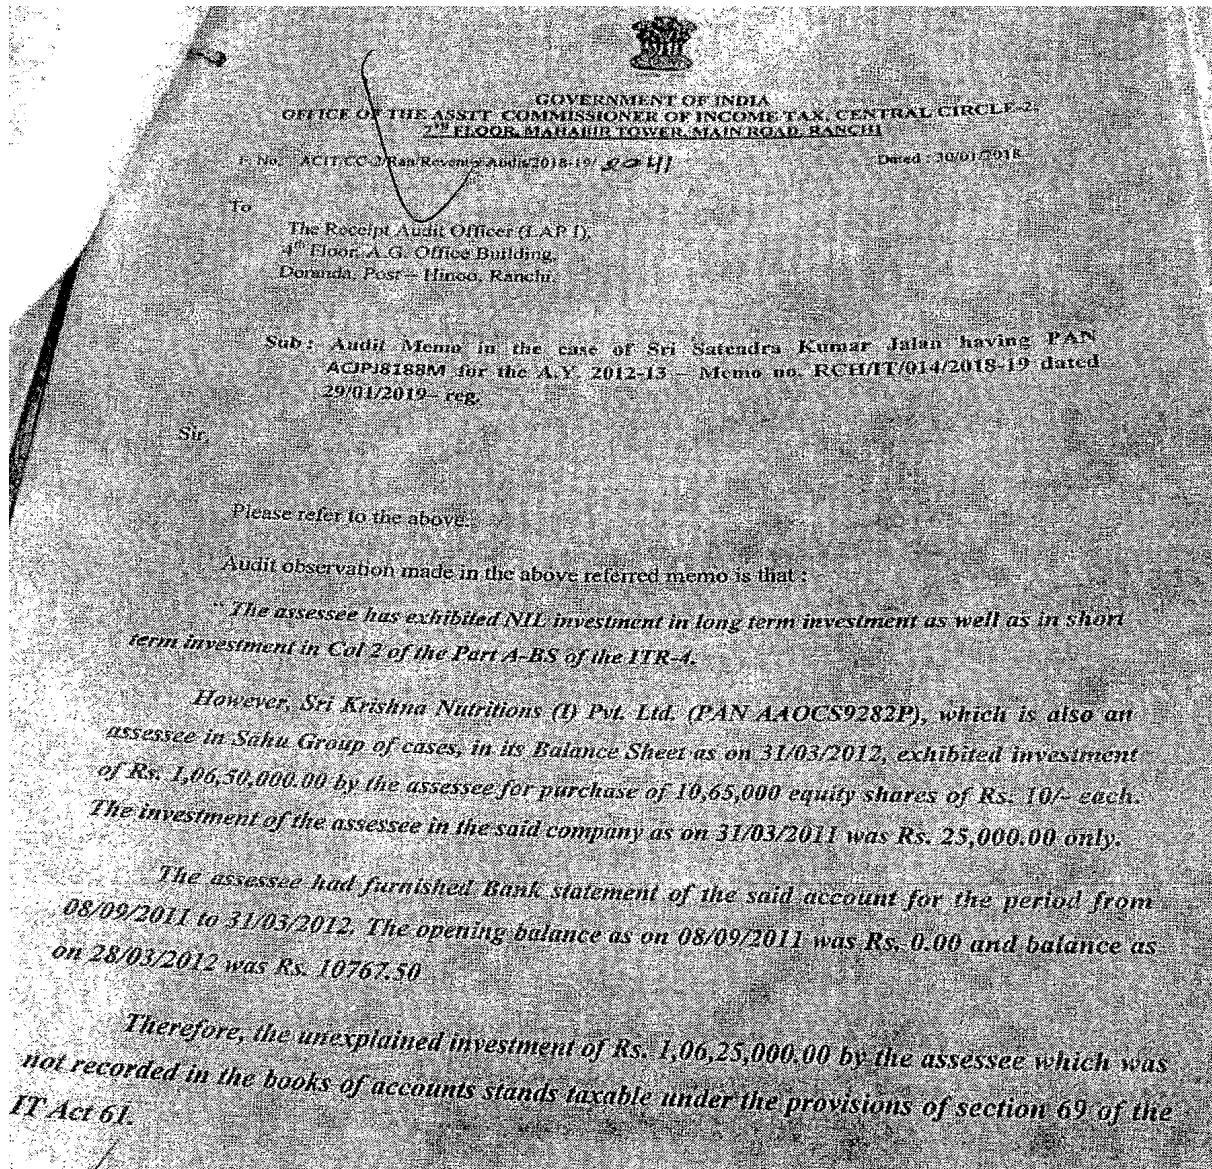 GOVERNMENT OF INDIA
OFFICE OF THE ASSTT COMMISSIONER OF INCOME TAX, CENTRAL CIRCLE-2,
7TH FLOOR, MAHABIR TOWER, MAIN ROAD, RANCHI
F. No. ACIT/CC-2/Ran/Revenue Audit/2018-19/ 2041 Dated : 30/01/2018
To
The Receipt Audit Officer (LAP I),
4th Floor, A.G. Office Building,
Doranda, Post – Hinoo, Ranchi.
Sub : Audit Memo in the case of Sri Satendra Kumar Jalan having PAN
ACJPJ8188M for the A.Y. 2012-13 – Memo no. RCH/IT/014/2018-19 dated
29/01/2019– reg.
Sir,
Please refer to the above.
Audit observation made in the above referred memo is that :
" The assessee has exhibited NIL investment in long term investment as well as in short
term investment in Col 2 of the Part A-BS of the ITR-4.
However, Sri Krishna Nutritions (I) Pvt. Ltd. (PAN AAOCS9282P), which is also an
assessee in Sahu Group of cases, in its Balance Sheet as on 31/03/2012, exhibited investment
of Rs. 1,06,50,000.00 by the assessee for purchase of 10,65,000 equity shares of Rs. 10/- each.
The investment of the assessee in the said company as on 31/03/2011 was Rs. 25,000.00 only.
The assessee had furnished Bank statement of the said account for the period from
08/09/2011 to 31/03/2012. The opening balance as on 08/09/2011 was Rs. 0.00 and balance as
on 28/03/2012 was Rs. 10767.50
Therefore, the unexplained investment of Rs. 1,06,25,000.00 by the assessee which was
not recorded in the books of accounts stands taxable under the provisions of section 69 of the
IT Act 61.